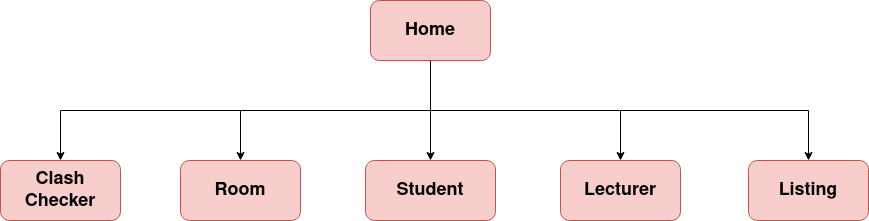 Home
Clash
Checker
Room
Student
Lecturer
Listing